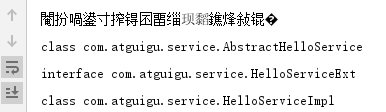 class com.atguigu.service.AbstractHelloService
interface com.atguigu.service.HelloServiceExt
class com.atguigu.service.HelloServiceImpl